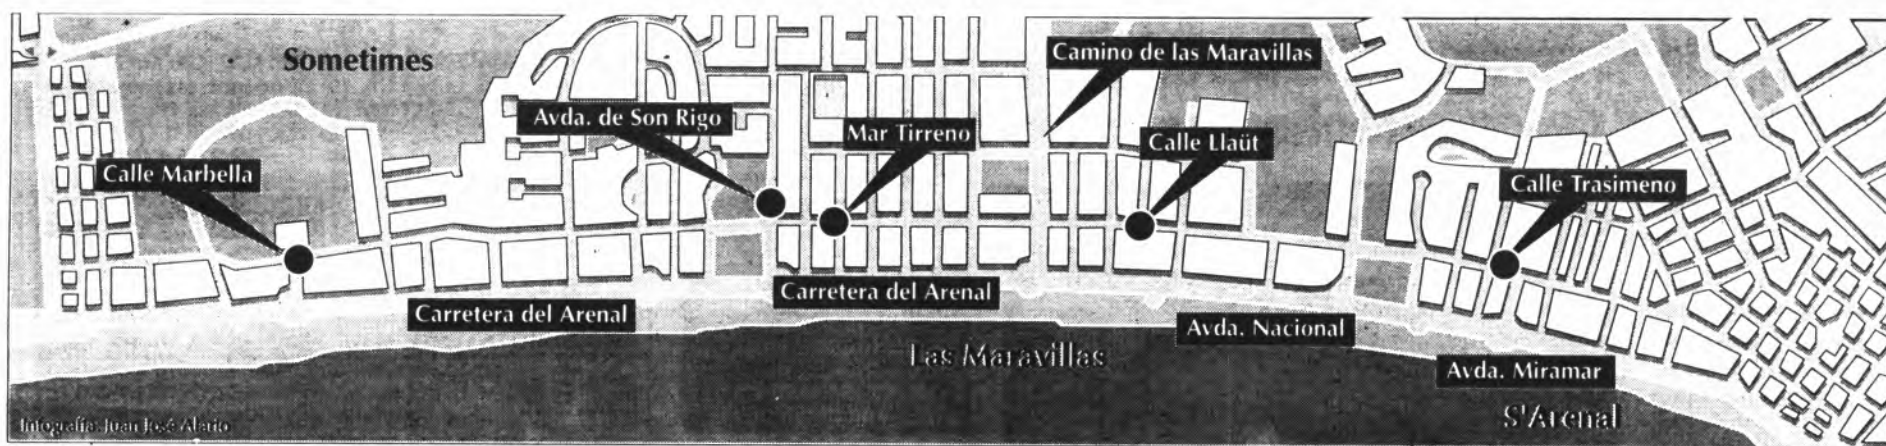 Sometimes
Camino de las Maravillas
Avda. de Son Rigo
Mar Tirreno
Calle Llaüt
Calle Marbella
Calle Trasimeno
Carretera del Arenal
Carretera del Arenal
Avda. Nacional
Las Maravillas
Avda. Miramar
S'Arenal
Infografía: Juan José Alario